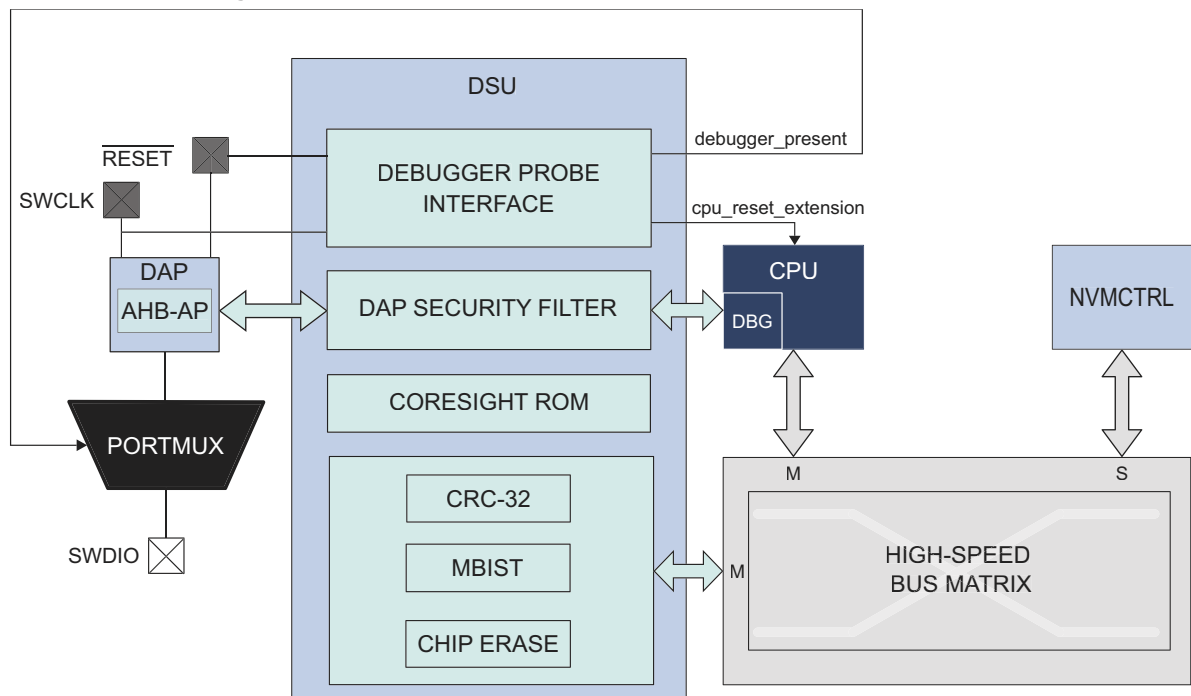 DSU
debugger_present
RESET
DEBUGGER PROBE
INTERFACE
SWCLK
cpu_reset_extension
DAP
AHB-AP
DAP SECURITY FILTER
CPU
DBG
NVMCTRL
CORESIGHT ROM
PORTMUX
M
S
CRC-32
SWDIO
MBIST
M
HIGH-SPEED
BUS MATRIX
CHIP ERASE